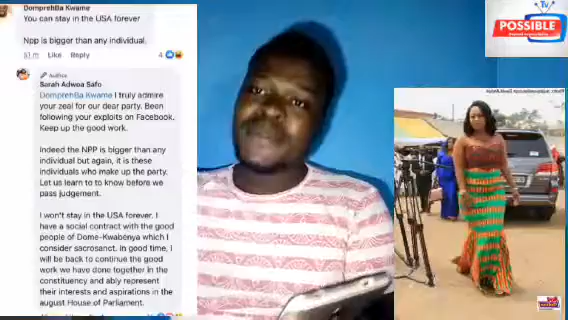 DomprehBa Kwame
You can stay in the USA forever
Npp is bigger than any individual.
Like Reply
4
Author
Sarah Adwoa Safo
DomprehBa Kwame I truly admire
your zeal for our dear party. Been
following your exploits on Facebook.
Keep up the good work.
Indeed the NPP is bigger than any
individual but again, it is these
individuals who make up the party.
Let us learn to to know before we
pass judgement.
I won't stay in the USA forever. I
have a social contract with the good
people of Dome-Kwabenya which I
consider sacrosanct. In good time, I
will be back to continue the good
work we have done together in the
constituency and ably represent
their interests and aspirations in the
august House of Parliament.
Tv
POSSIBLE